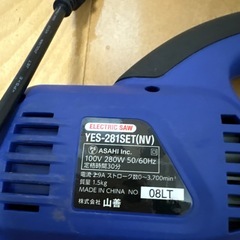 ELECTRIC SAW
YES-281SET(NV)
ASAHI Inc.
100V 280W 50/60Hz
定格時間30分
電流 2.9A ストローク数0~3,700min⁻¹
質量 1.5kg
MADE IN CHINA NO 08LT
株式会社 山善